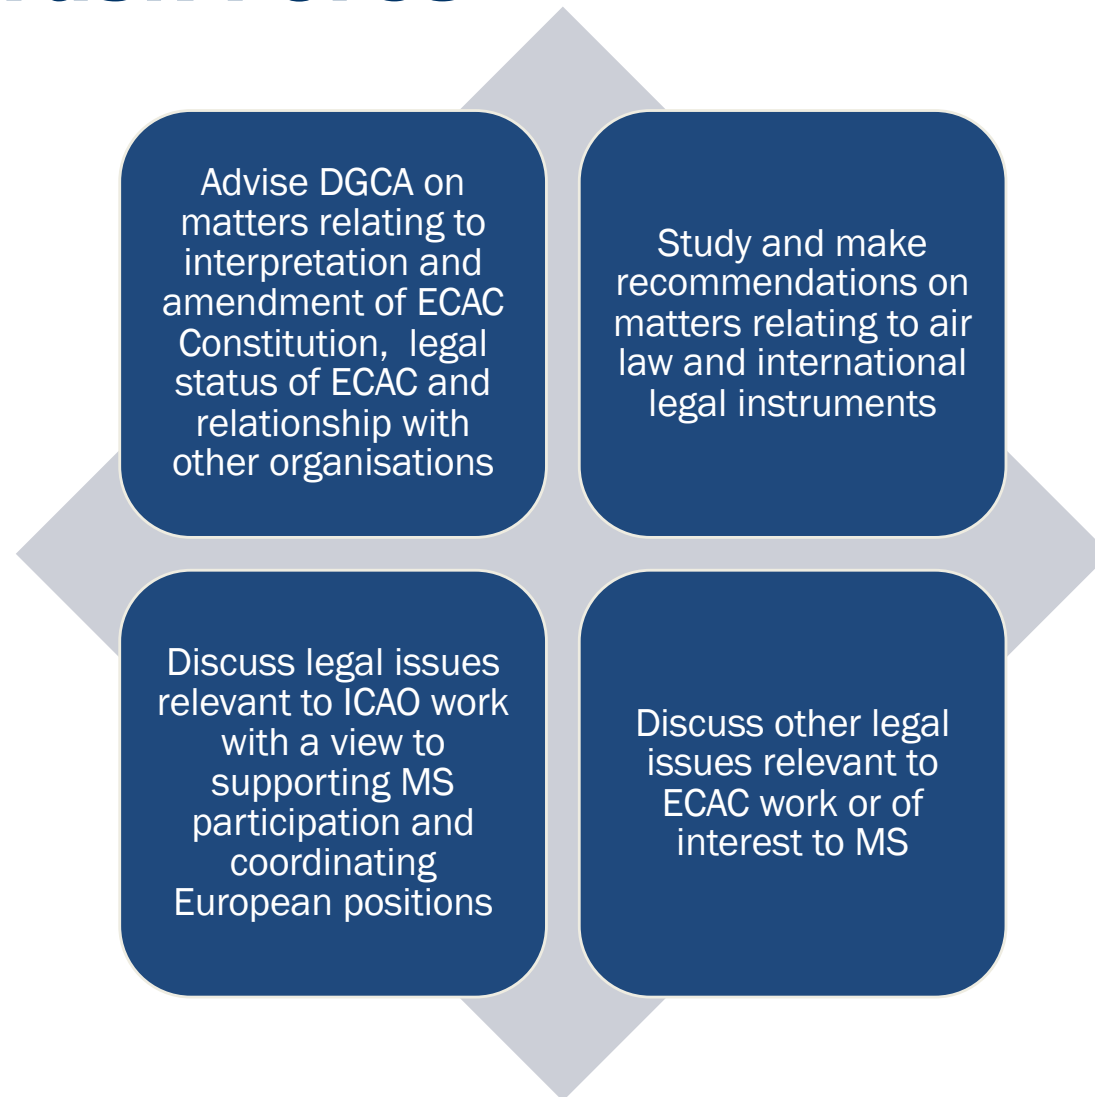 Advise DGCA on
matters relating to
interpretation and
amendment of ECAC
Constitution,  legal
status of ECAC and
relationship with
other organisations
Study and make
recommendations on
matters relating to air
law and international
legal instruments
Discuss legal issues
relevant to ICAO work
with a view to
supporting MS
participation and
coordinating
European positions
Discuss other legal
issues relevant to
ECAC work or of
interest to MS